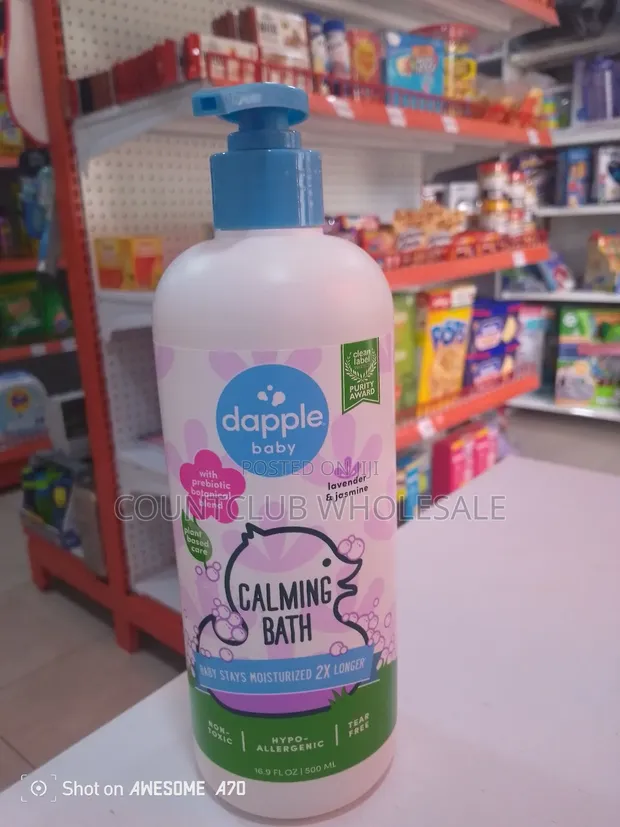 clean
label
PURITY
AWARD
dapple
baby
POSTED ON Jiji
with
prebiotic
botanical
blend
lavender
& jasmine
COUNTCLUB WHOLESALE
plant
based
care
CALMING
BATH
BABY STAYS MOISTURIZED 2X LONGER
NON-
TOXIC
HYPO-
ALLERGENIC
TEAR
FREE
16.9 FL OZ | 500 ML
Shot on AWESOME A70